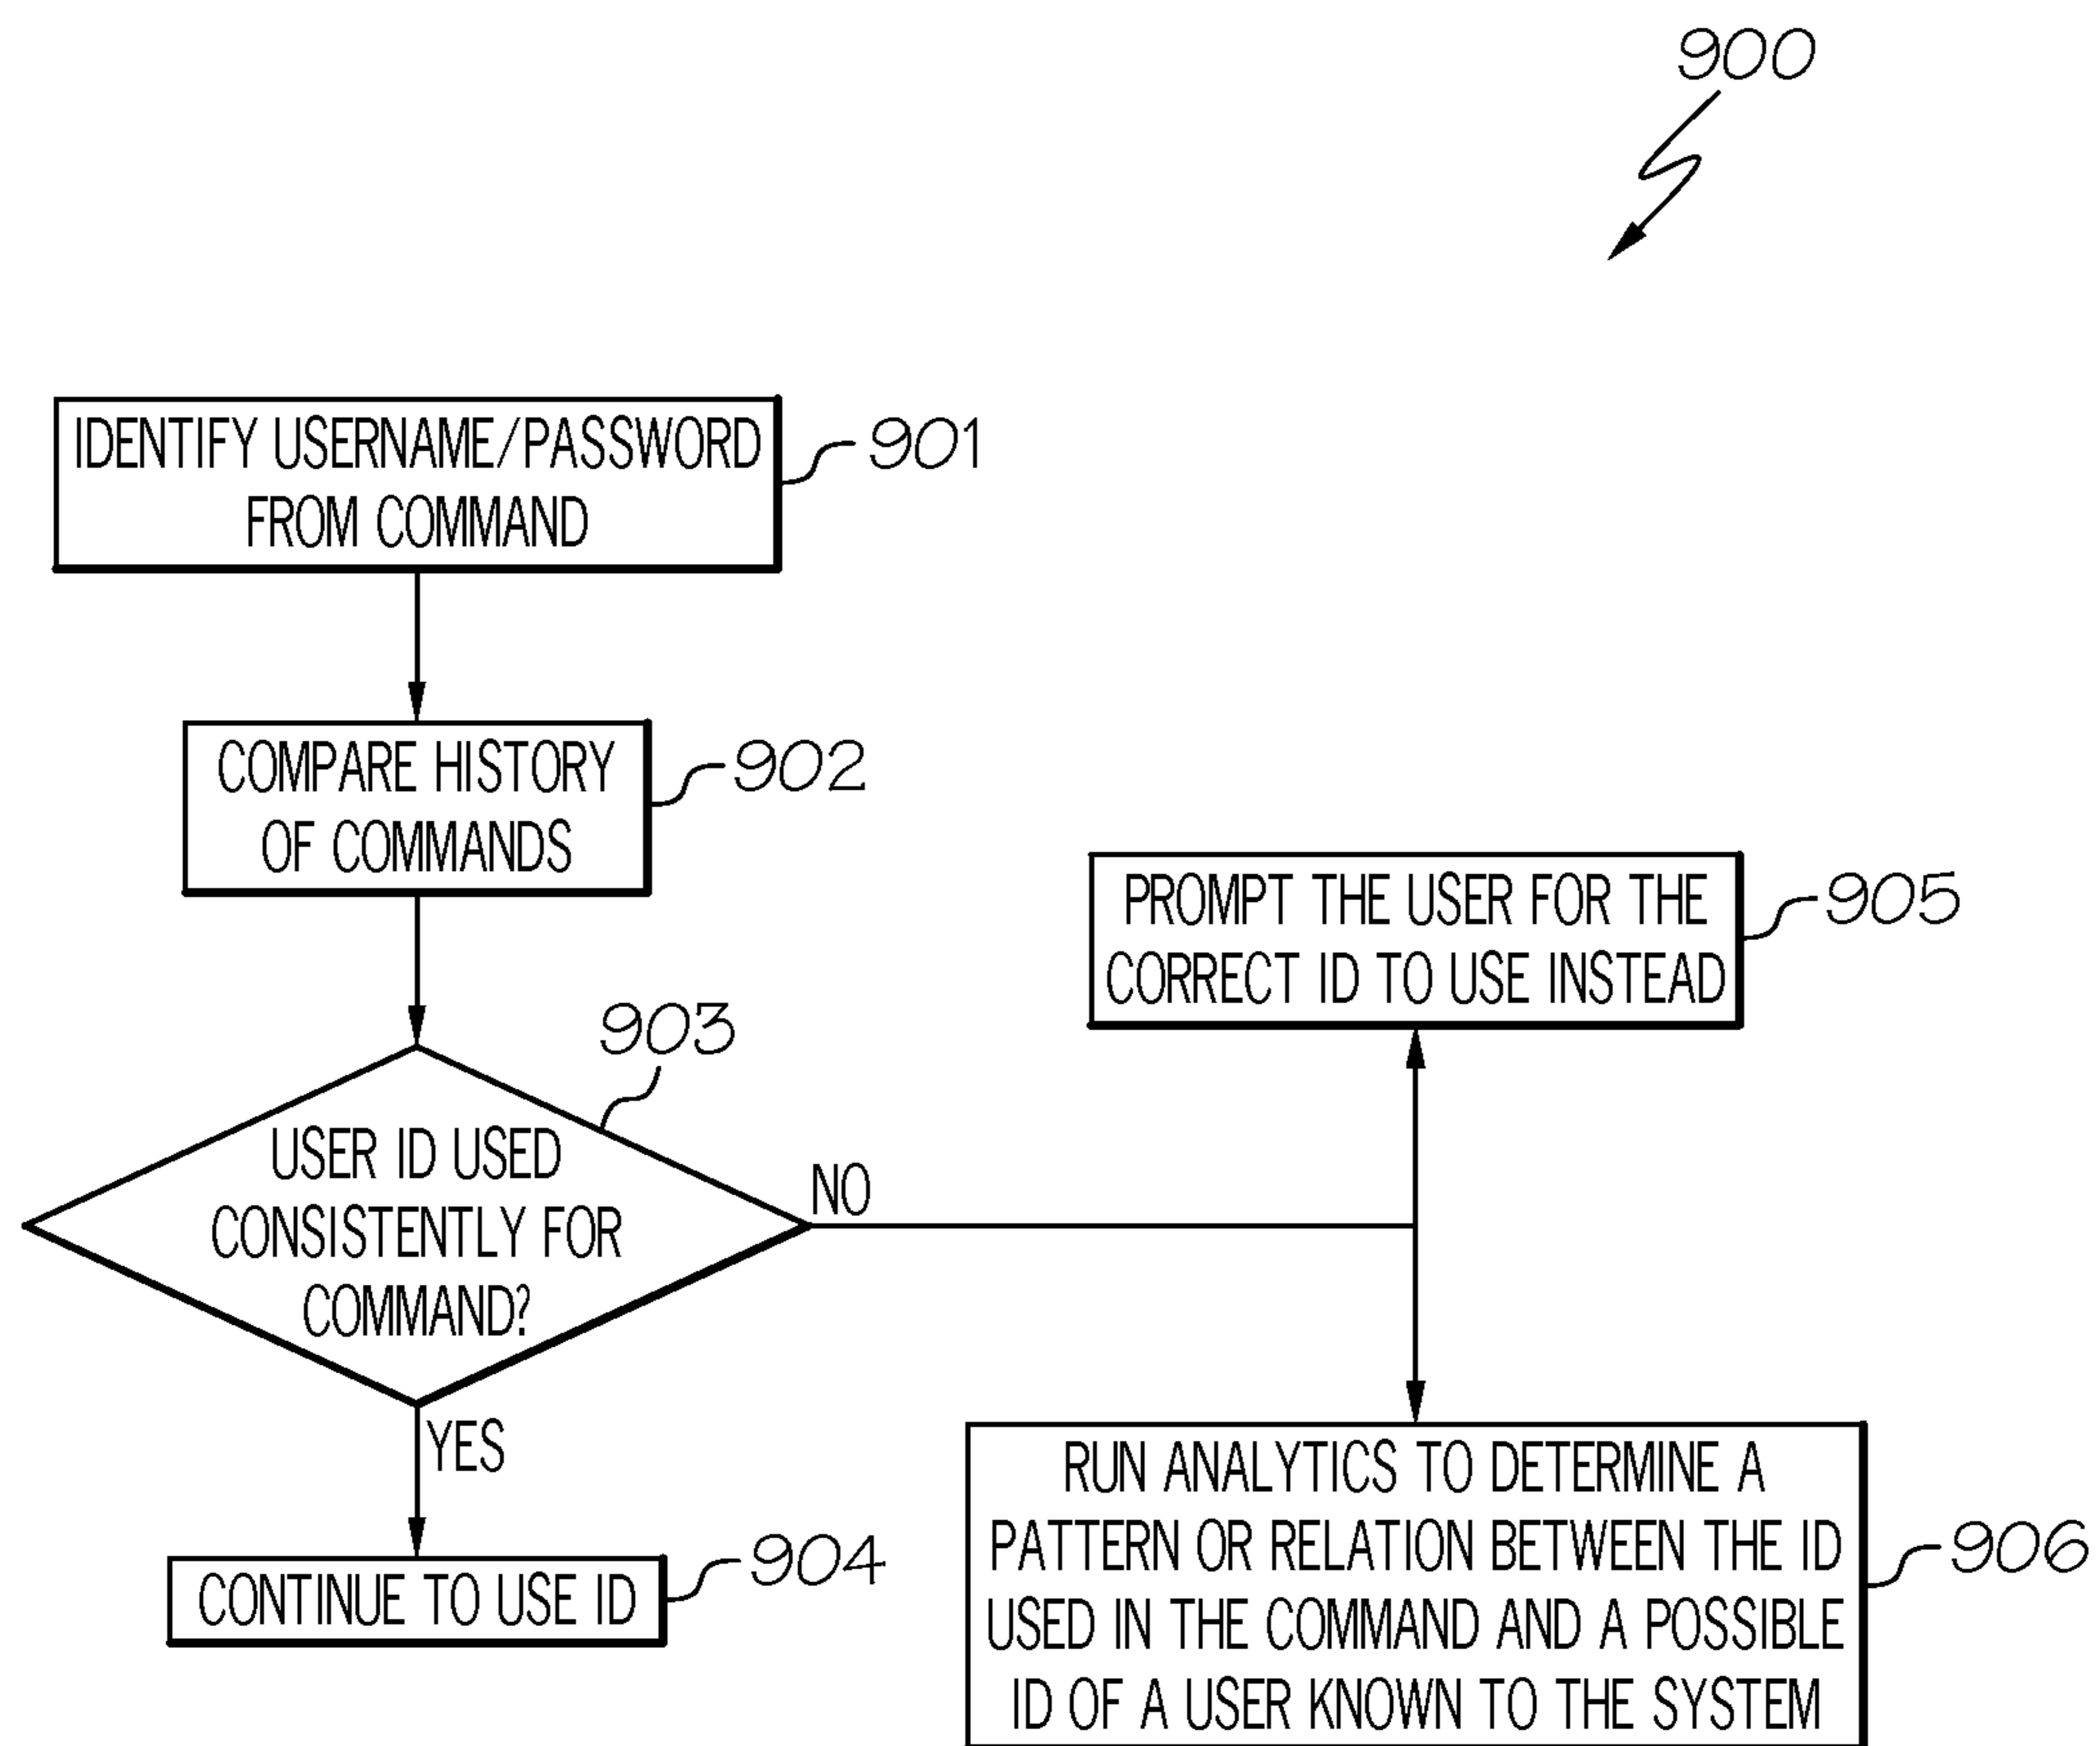 900
IDENTIFY USERNAME/PASSWORD
FROM COMMAND
901
COMPARE HISTORY
OF COMMANDS
902
903
USER ID USED
CONSISTENTLY FOR
COMMAND?
NO
YES
CONTINUE TO USE ID
904
PROMPT THE USER FOR THE
CORRECT ID TO USE INSTEAD
905
RUN ANALYTICS TO DETERMINE A
PATTERN OR RELATION BETWEEN THE ID
USED IN THE COMMAND AND A POSSIBLE
ID OF A USER KNOWN TO THE SYSTEM
906